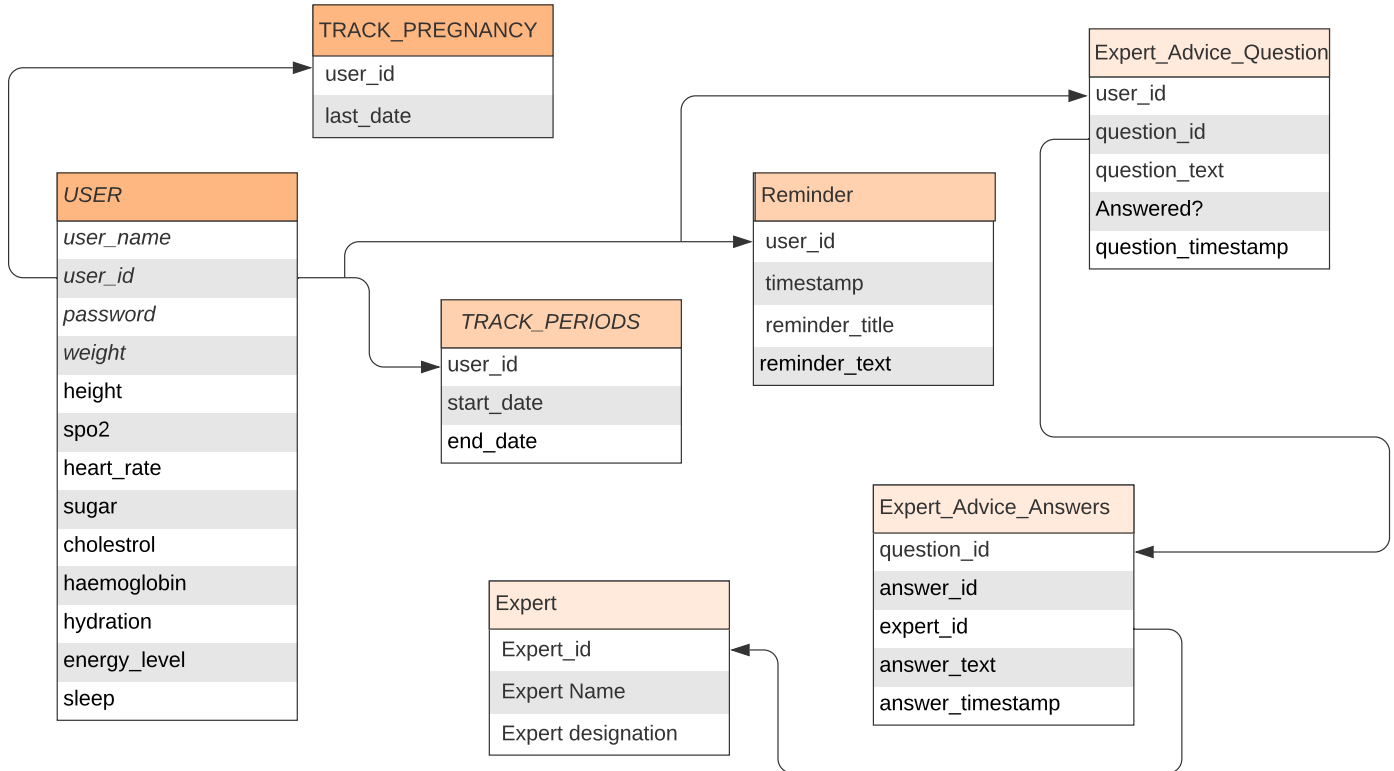 TRACK_PREGNANCY
user_id
last_date
Expert_Advice_Question
user_id
question_id
question_text
Answered?
question_timestamp
USER
user_name
user_id
password
weight
height
spo2
heart_rate
sugar
cholestrol
haemoglobin
hydration
energy_level
sleep
Reminder
user_id
timestamp
reminder_title
reminder_text
TRACK_PERIODS
user_id
start_date
end_date
Expert_Advice_Answers
question_id
answer_id
expert_id
answer_text
answer_timestamp
Expert
Expert_id
Expert Name
Expert designation